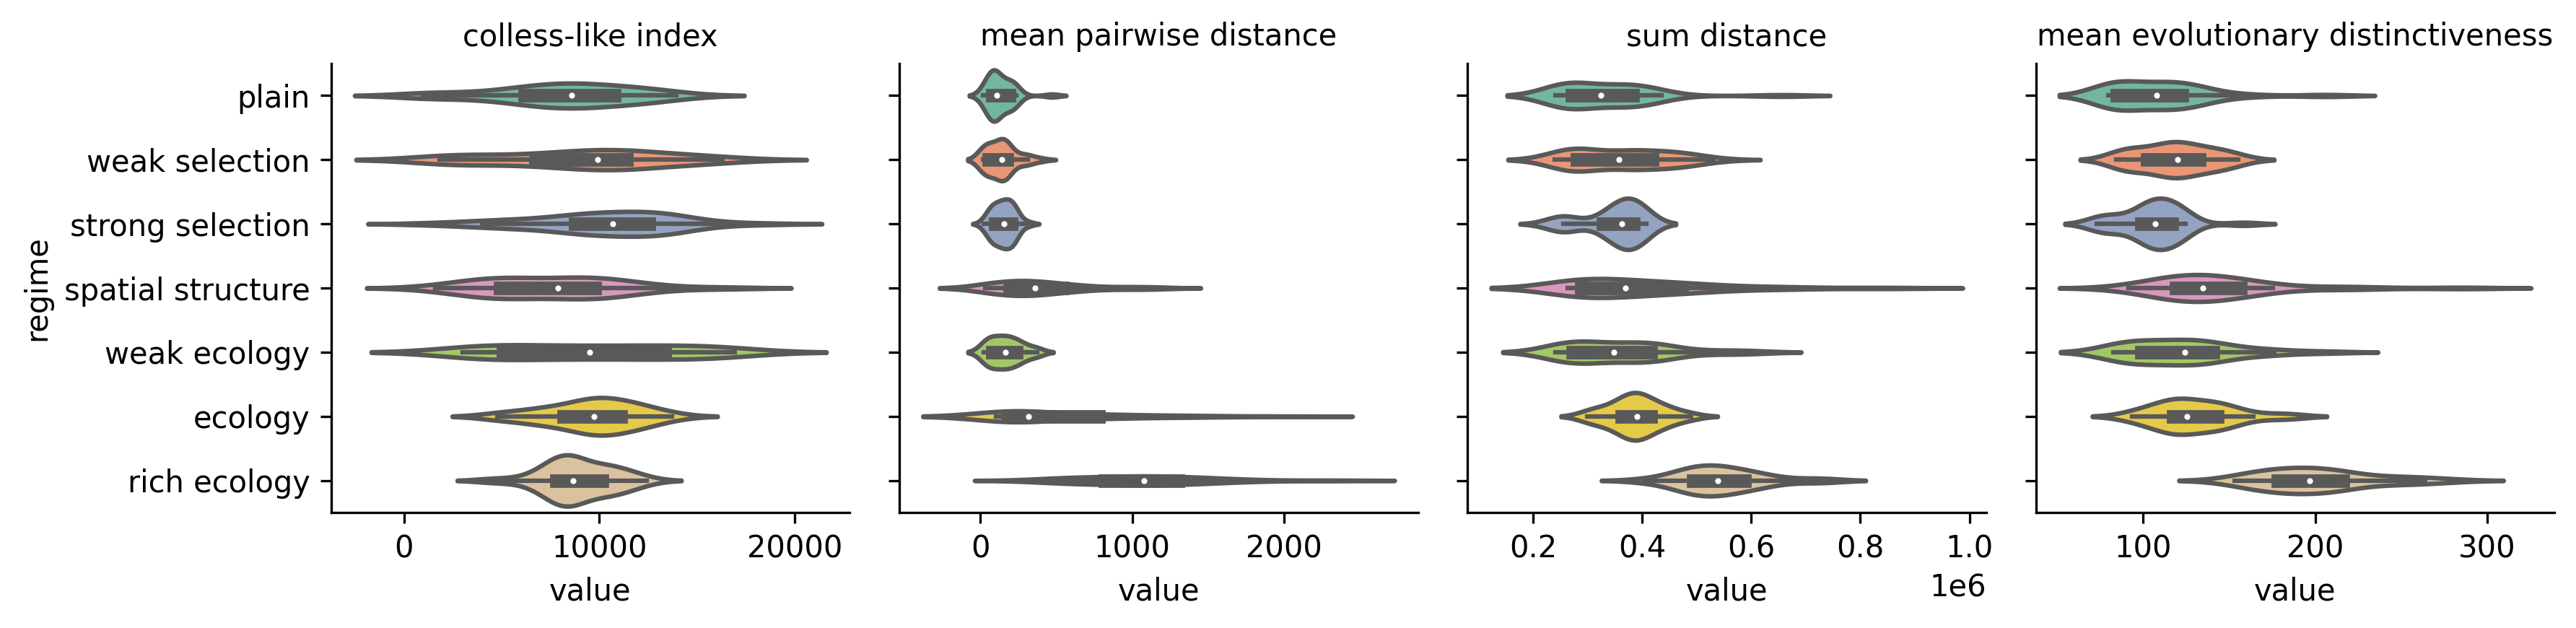 colless-like index
mean pairwise distance
sum distance
mean evolutionary distinctiveness
regime
plain
weak selection
strong selection
spatial structure
weak ecology
ecology
rich ecology
0 10000 20000
value
0 1000 2000
value
0.2 0.4 0.6 0.8 1.0
1e6
value
100 200 300
value